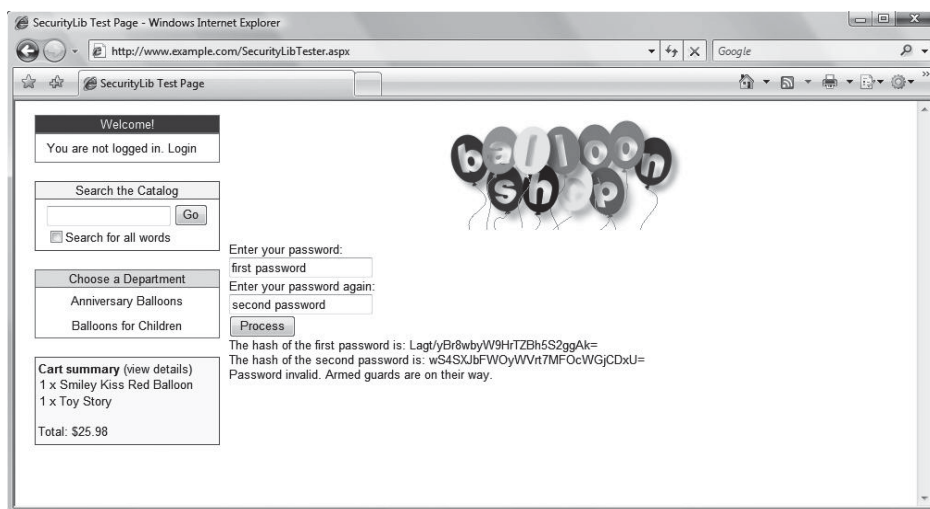 SecurityLib Test Page - Windows Internet Explorer
http://www.example.com/SecurityLibTester.aspx
Google
SecurityLib Test Page
Welcome!
You are not logged in. Login
Search the Catalog
Go
Search for all words
Choose a Department
Anniversary Balloons
Balloons for Children
Cart summary (view details)
1 x Smiley Kiss Red Balloon
1 x Toy Story
Total: $25.98
balloon
shop
Enter your password:
first password
Enter your password again:
second password
Process
The hash of the first password is: Lagt/yBr8wbyW9HrTZBh5S2ggAk=
The hash of the second password is: wS4SXJbFWOyWVrt7MFOcWGjCDxU=
Password invalid. Armed guards are on their way.